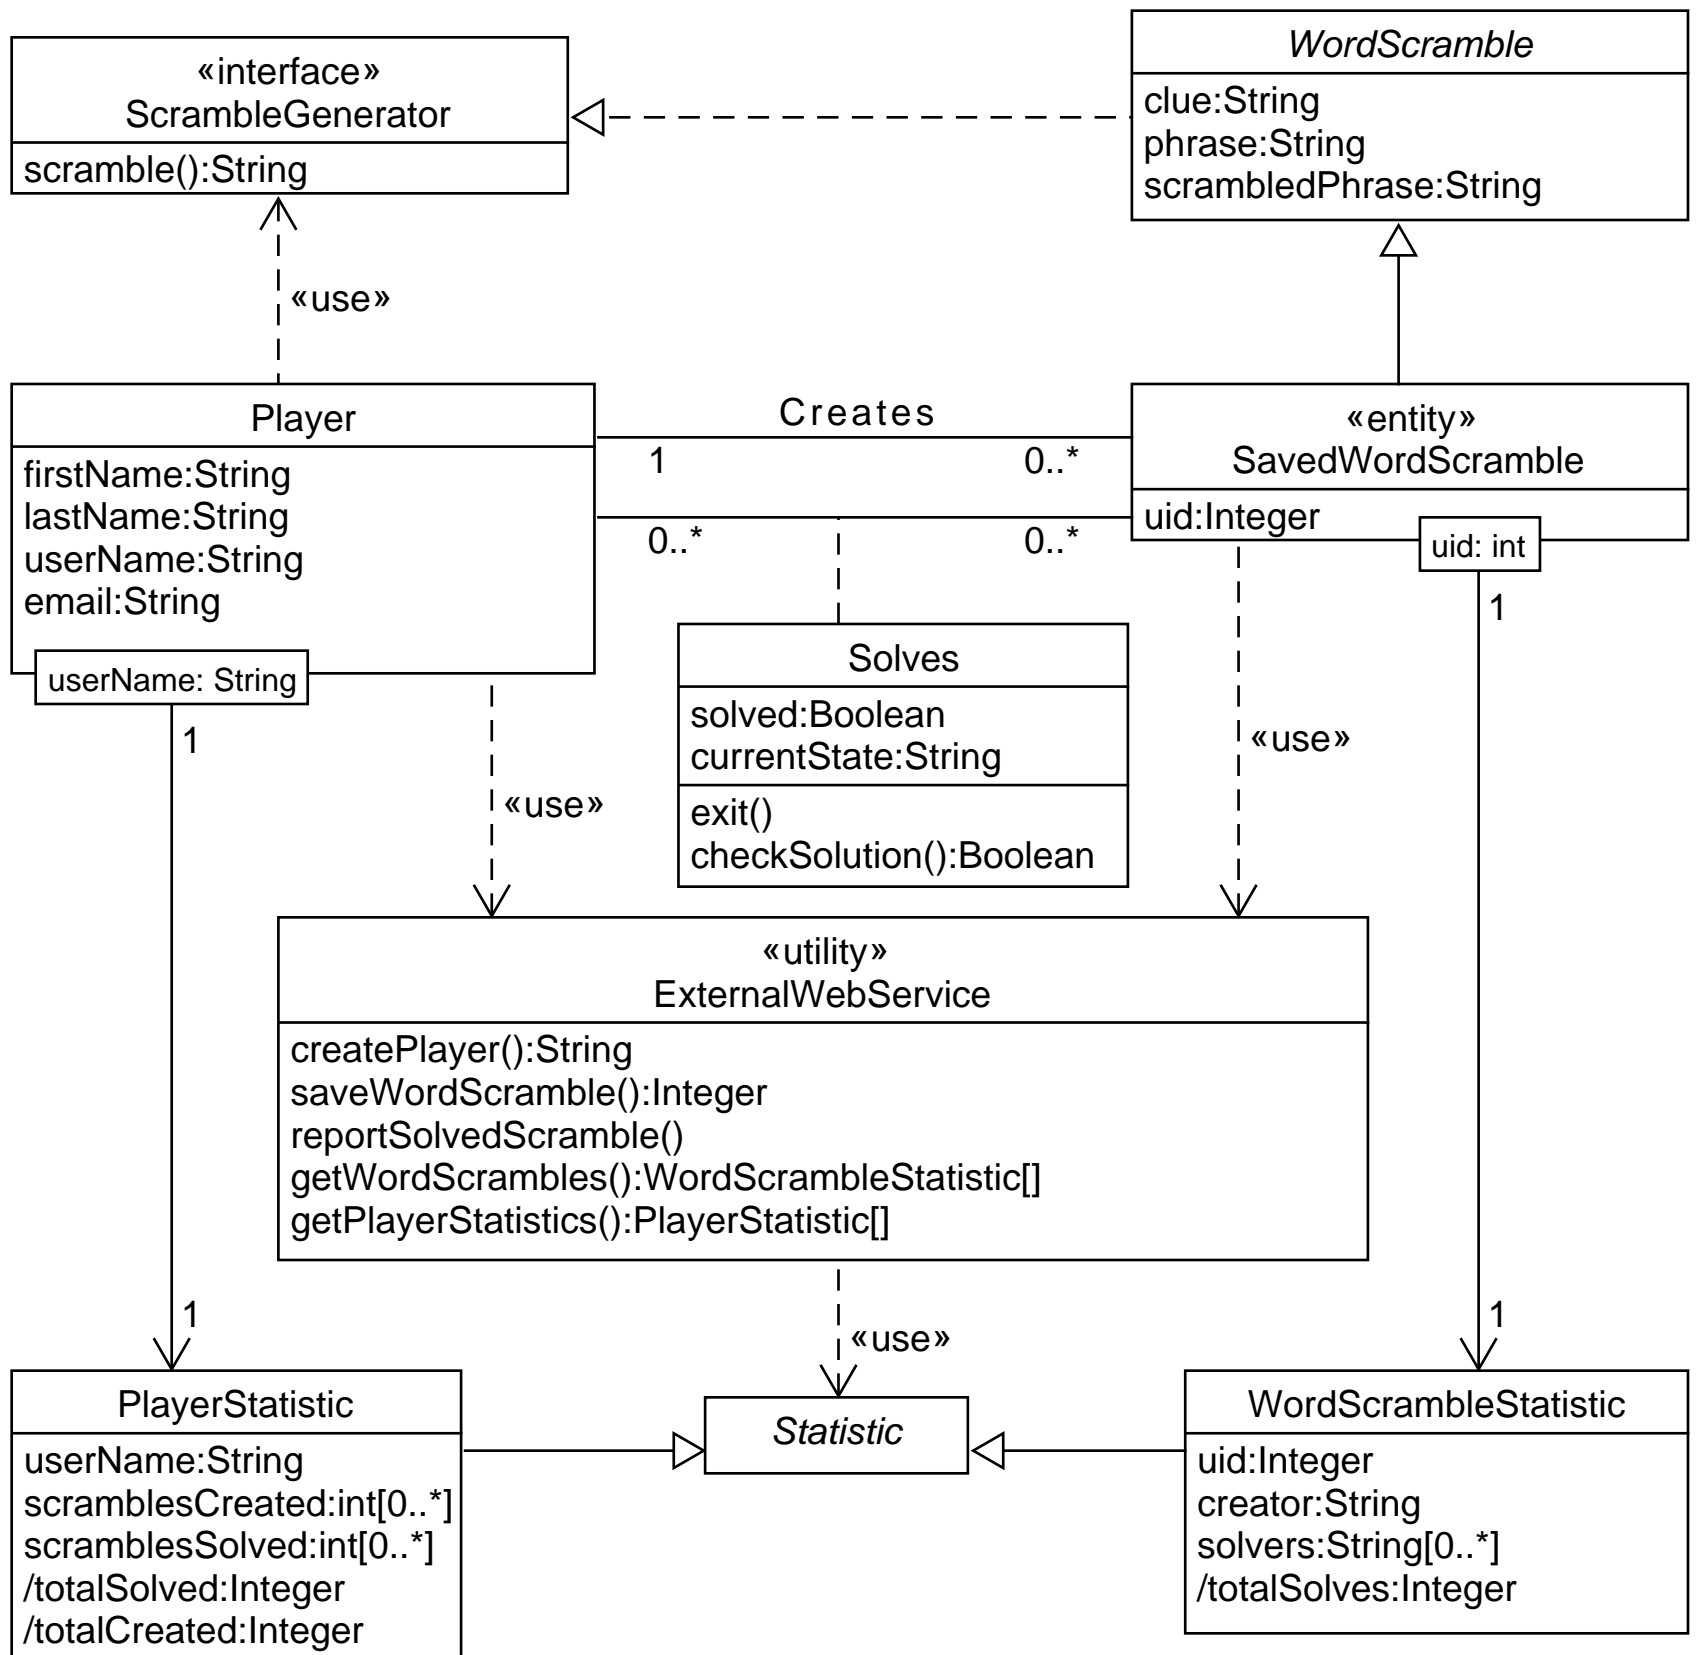 «interface»
ScrambleGenerator
scramble():String
WordScramble
clue:String
phrase:String
scrambledPhrase:String
«use»
Player
firstName:String
lastName:String
userName:String
email:String
userName: String
Creates
1
0..*
0..*
0..*
«entity»
SavedWordScramble
uid:Integer
uid: int
1
1
Solves
solved:Boolean
currentState:String
exit()
checkSolution():Boolean
«use»
«use»
«utility»
ExternalWebService
createPlayer():String
saveWordScramble():Integer
reportSolvedScramble()
getWordScrambles():WordScrambleStatistic[]
getPlayerStatistics():PlayerStatistic[]
1
«use»
1
PlayerStatistic
userName:String
scramblesCreated:int[0..*]
scramblesSolved:int[0..*]
/totalSolved:Integer
/totalCreated:Integer
Statistic
WordScrambleStatistic
uid:Integer
creator:String
solvers:String[0..*]
/totalSolves:Integer